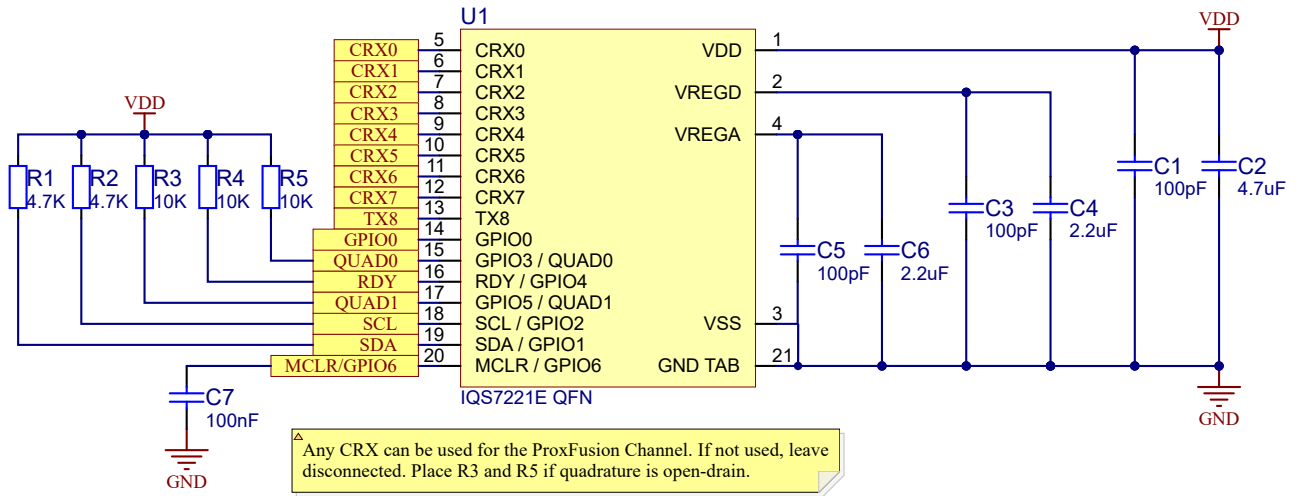 U1
CRX0 5 CRX0
CRX1 6 CRX1
CRX2 7 CRX2
CRX3 8 CRX3
CRX4 9 CRX4
CRX5 10 CRX5
CRX6 11 CRX6
CRX7 12 CRX7
TX8 13 TX8
GPIO0 14 GPIO0
QUAD0 15 GPIO3 / QUAD0
RDY 16 RDY / GPIO4
QUAD1 17 GPIO5 / QUAD1
SCL 18 SCL / GPIO2
SDA 19 SDA / GPIO1
MCLR/GPIO6 20 MCLR / GPIO6
VDD 1
VREGD 2
VREGA 4
VSS 3
GND TAB 21
IQS7221E QFN
VDD
R1 R2 R3 R4 R5
4.7K 4.7K 10K 10K 10K
C7
100nF
GND
VDD
C1
100pF
C2
4.7uF
C3
100pF
C4
2.2uF
C5
100pF
C6
2.2uF
GND
Any CRX can be used for the ProxFusion Channel. If not used, leave
disconnected. Place R3 and R5 if quadrature is open-drain.